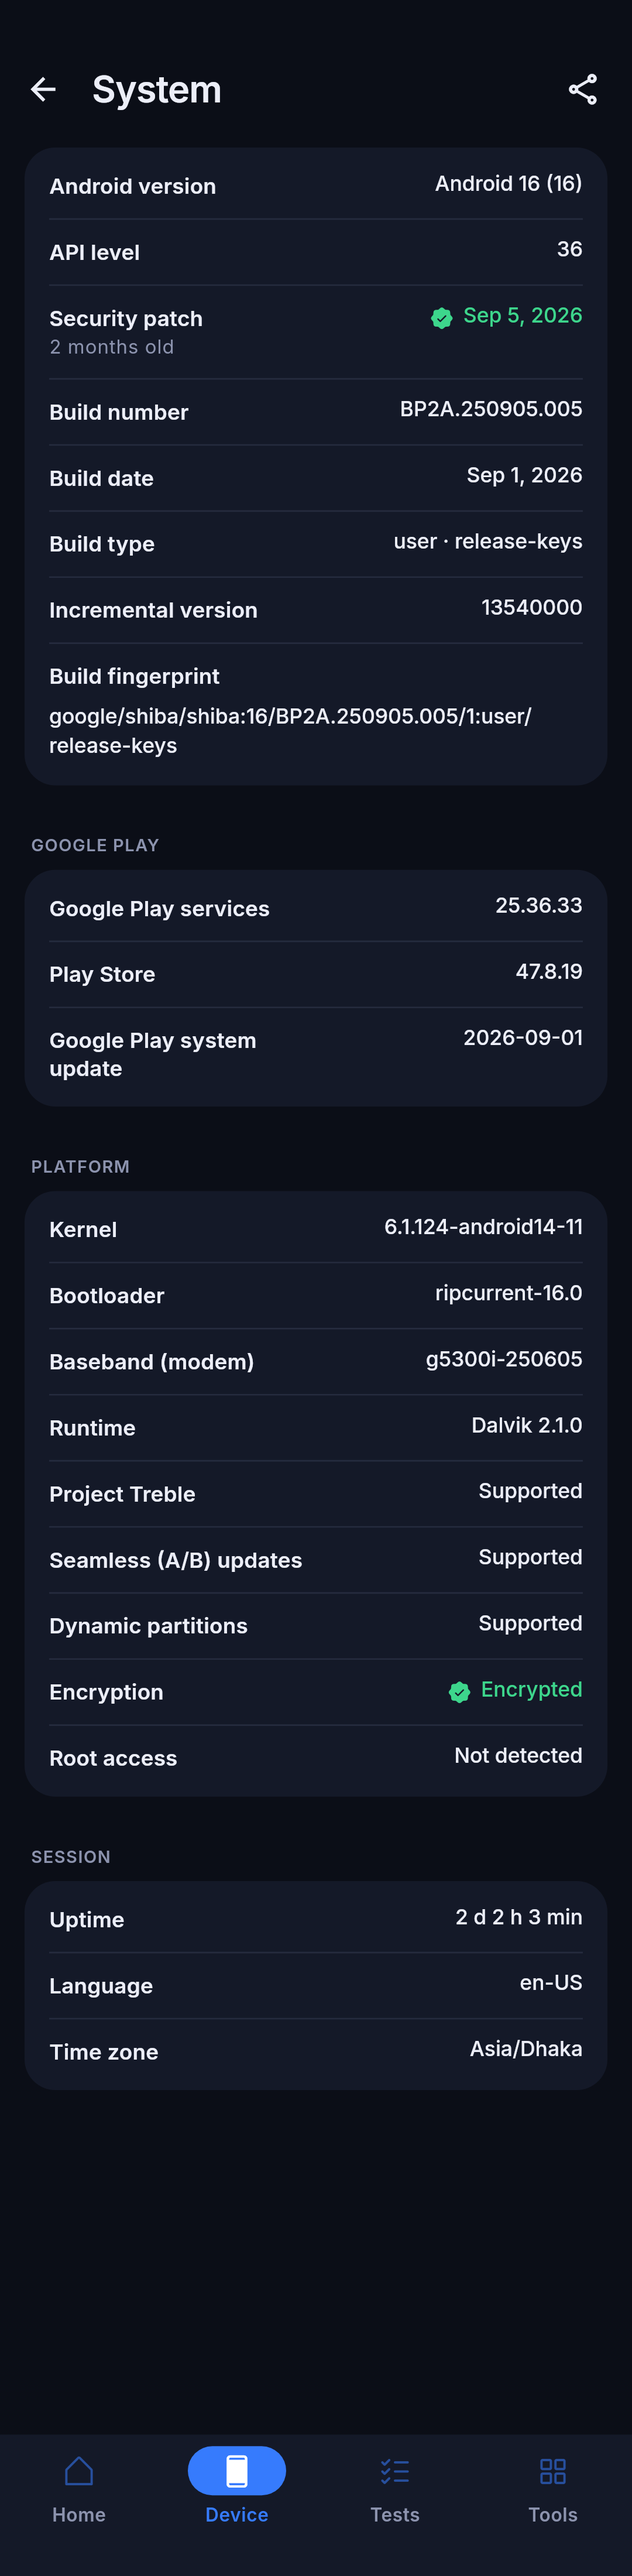 System
Android version
Android 16 (16)
API level
36
Security patch
Sep 5, 2026
2 months old
Build number
BP2A.250905.005
Build date
Sep 1, 2026
Build type
user · release-keys
Incremental version
13540000
Build fingerprint
google/shiba/shiba:16/BP2A.250905.005/1:user/
release-keys
GOOGLE PLAY
Google Play services
25.36.33
Play Store
47.8.19
Google Play system
update
2026-09-01
PLATFORM
Kernel
6.1.124-android14-11
Bootloader
ripcurrent-16.0
Baseband (modem)
g5300i-250605
Runtime
Dalvik 2.1.0
Project Treble
Supported
Seamless (A/B) updates
Supported
Dynamic partitions
Supported
Encryption
Encrypted
Root access
Not detected
SESSION
Uptime
2 d 2 h 3 min
Language
en-US
Time zone
Asia/Dhaka
Home
Device
Tests
Tools